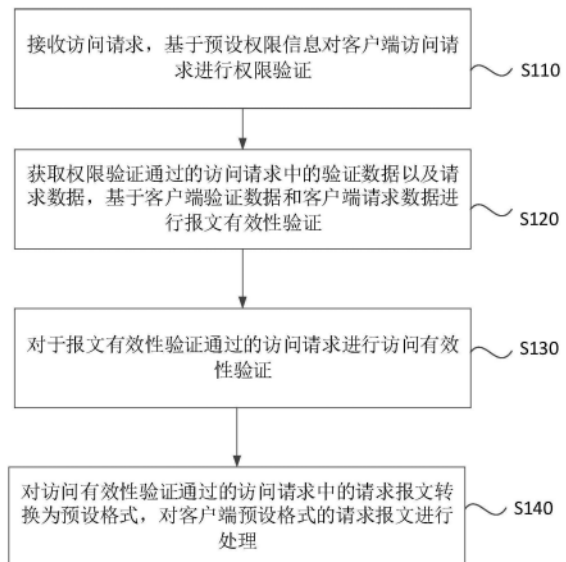 接收访问请求，基于预设权限信息对客户端访问请
求进行权限验证
S110
获取权限验证通过的访问请求中的验证数据以及请
求数据，基于客户端验证数据和客户端请求数据进
行报文有效性验证
S120
对于报文有效性验证通过的访问请求进行访问有效
性验证
S130
对访问有效性验证通过的访问请求中的请求报文转
换为预设格式，对客户端预设格式的请求报文进行
处理
S140